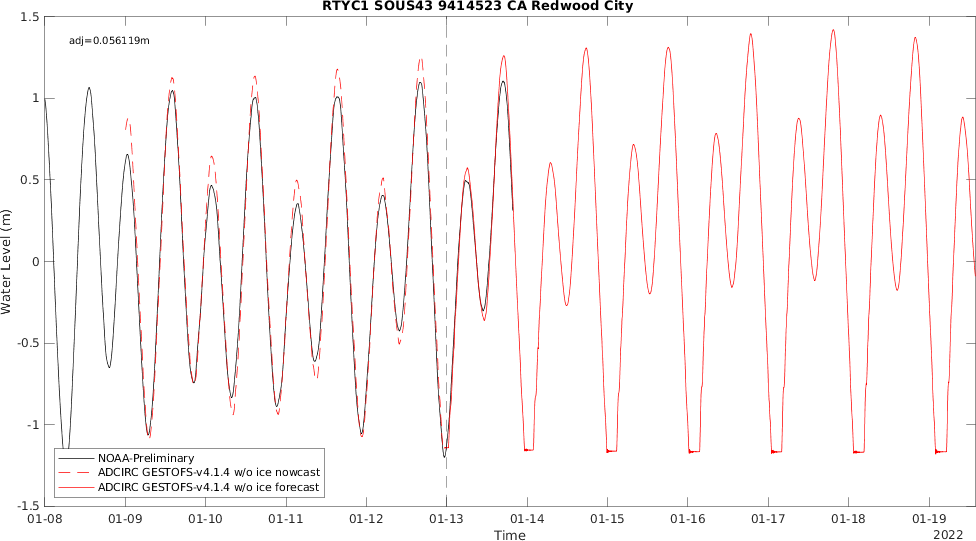 RTYC1 SOUS43 9414523 CA Redwood City
adj=0.056119m
1.5
1
0.5
0
-0.5
-1
-1.5
Water Level (m)
NOAA-Preliminary
ADCIRC GESTOFS-v4.1.4 w/o ice nowcast
ADCIRC GESTOFS-v4.1.4 w/o ice forecast
01-08 01-09 01-10 01-11 01-12 01-13 01-14 01-15 01-16 01-17 01-18 01-19
Time
2022